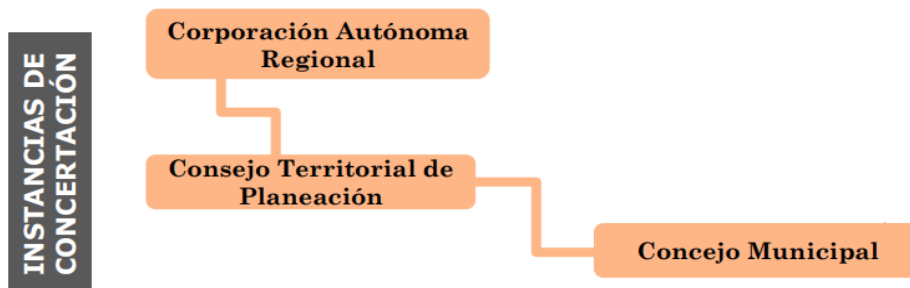 INSTANCIAS DE
CONCERTACIÓN
Corporación Autónoma
Regional
Consejo Territorial de
Planeación
Concejo Municipal